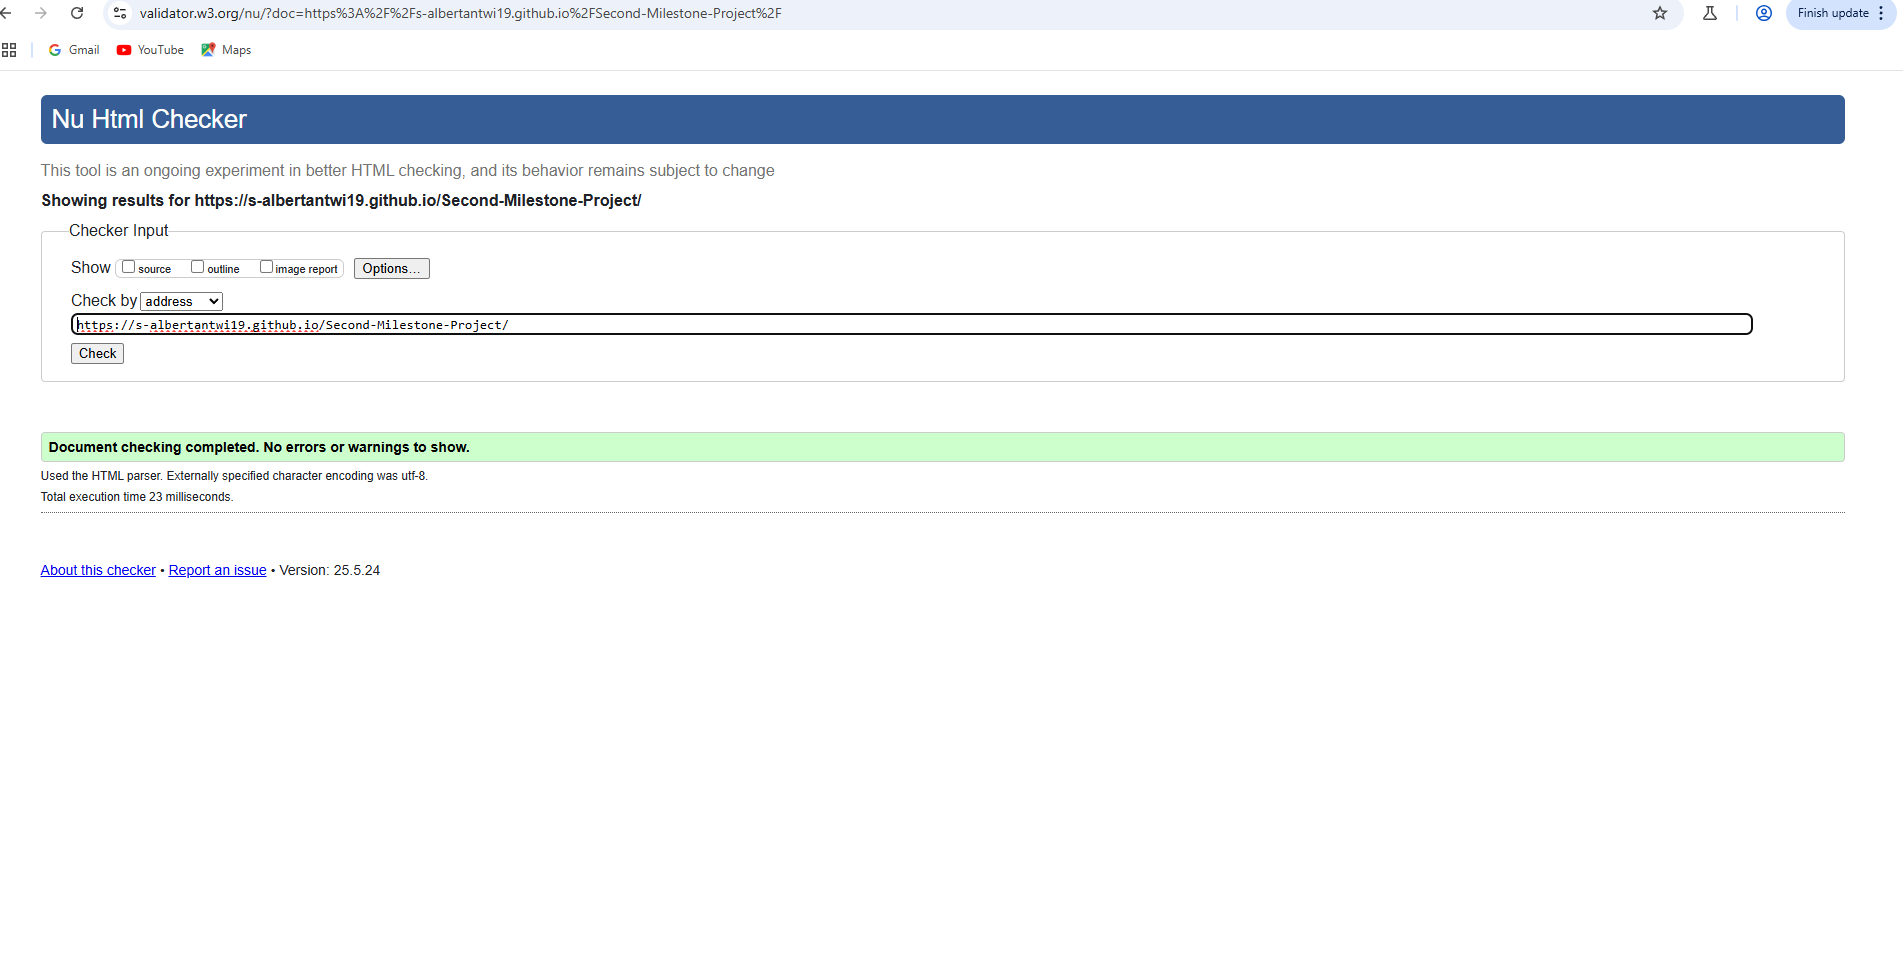 validator.w3.org/nu/?doc=https%3A%2F%2Fs-albertantwi19.github.io%2FSecond-Milestone-Project%2F
Finish update
Gmail YouTube Maps
Nu Html Checker
This tool is an ongoing experiment in better HTML checking, and its behavior remains subject to change
Showing results for https://s-albertantwi19.github.io/Second-Milestone-Project/
Checker Input
Show source outline image report Options...
Check by address
https://s-albertantwi19.github.io/Second-Milestone-Project/
Check
Document checking completed. No errors or warnings to show.
Used the HTML parser. Externally specified character encoding was utf-8.
Total execution time 23 milliseconds.
About this checker • Report an issue • Version: 25.5.24